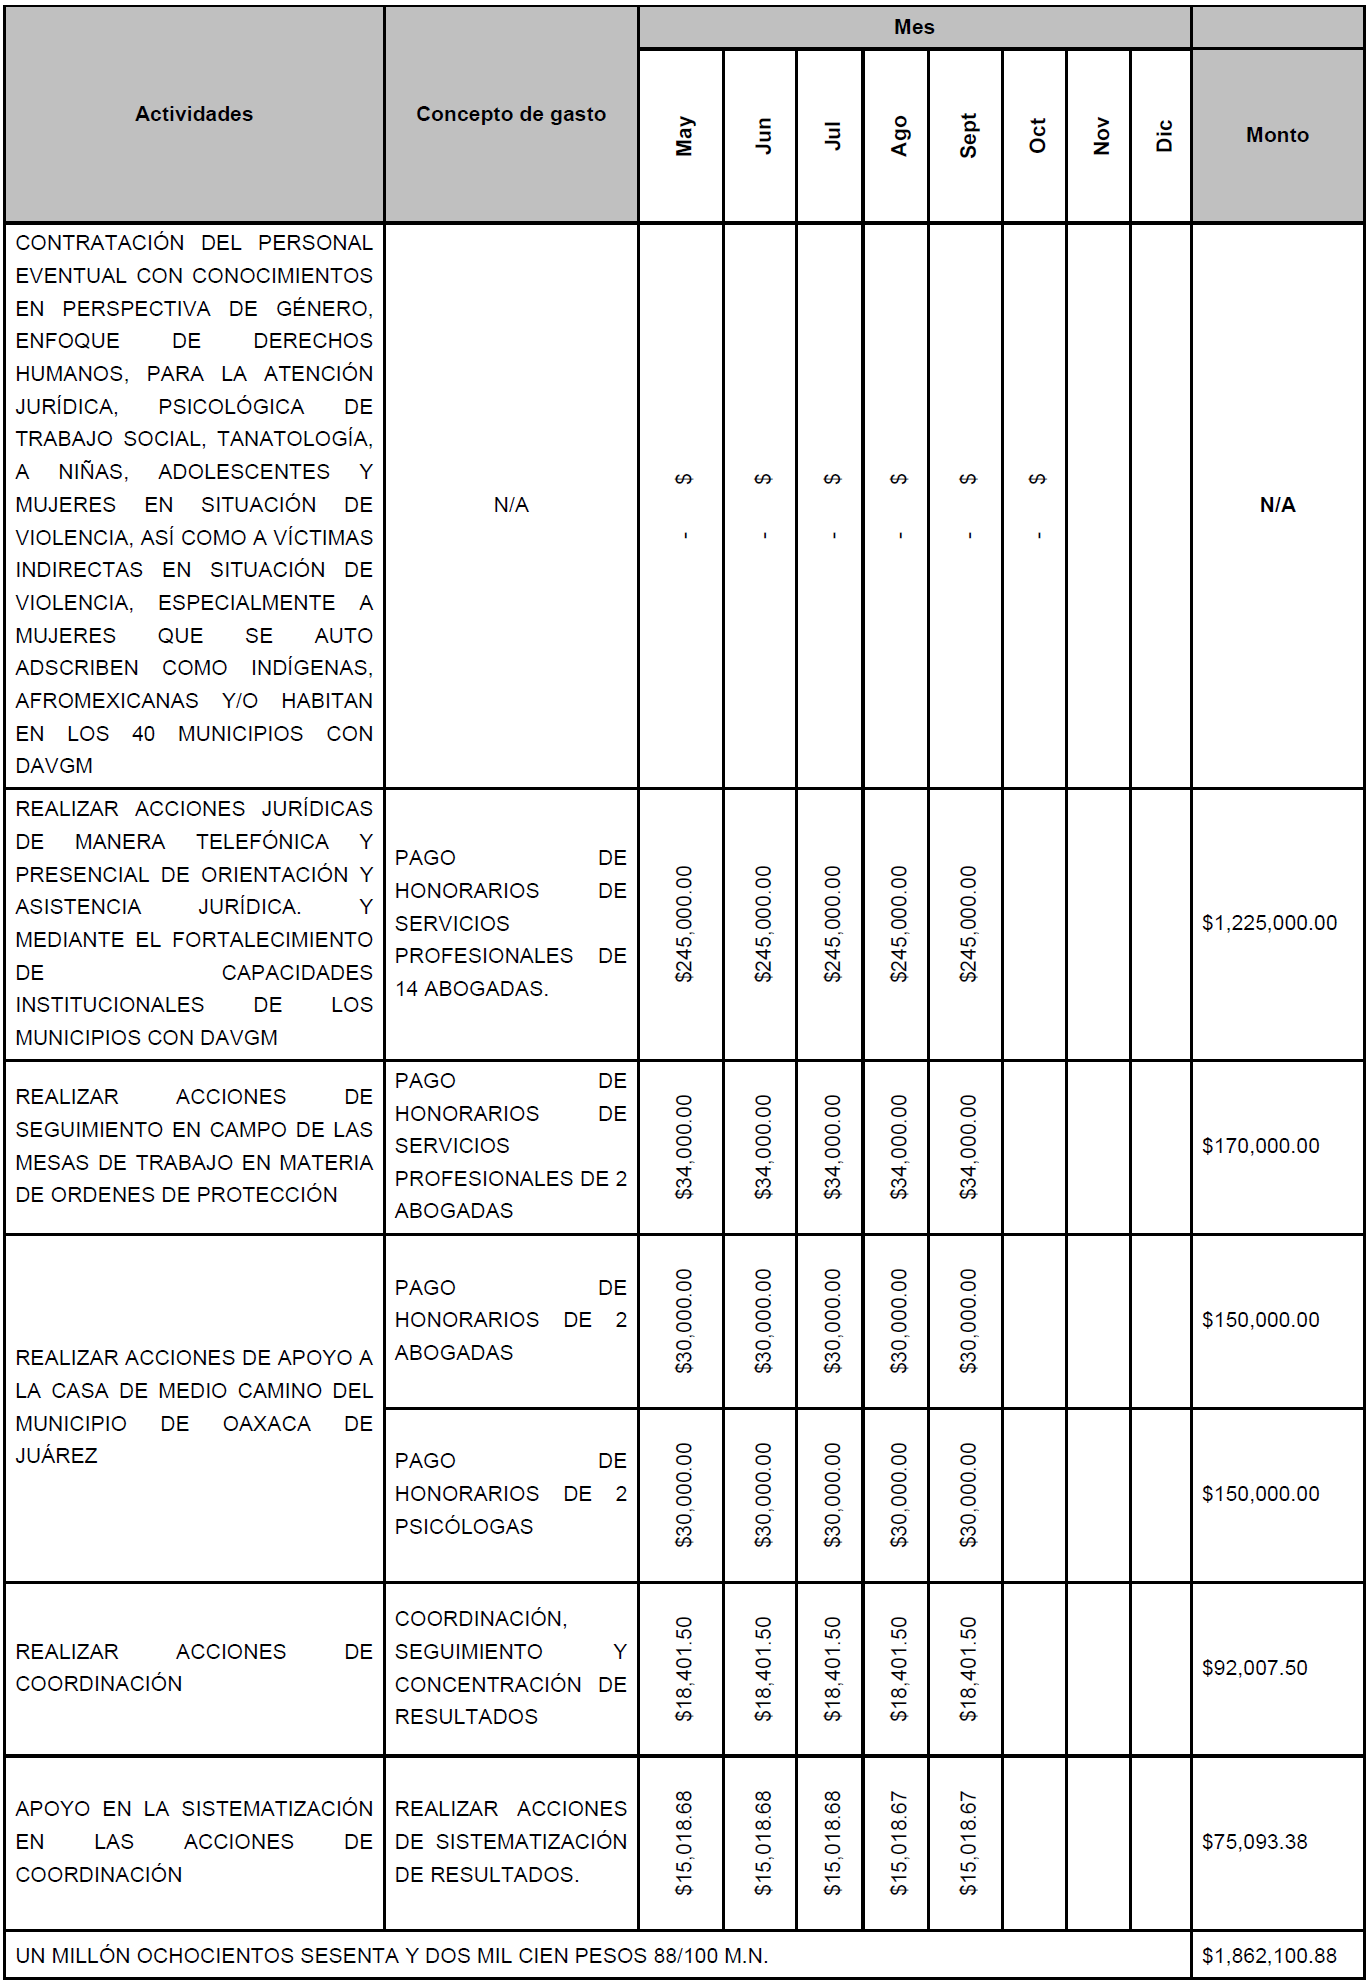 Actividades
Concepto de gasto
Mes
May
Jun
Jul
Ago
Sept
Oct
Nov
Dic
Monto
CONTRATACIÓN DEL PERSONAL
EVENTUAL CON CONOCIMIENTOS
EN PERSPECTIVA DE GÉNERO,
ENFOQUE DE DERECHOS
HUMANOS, PARA LA ATENCIÓN
JURÍDICA, PSICOLÓGICA DE
TRABAJO SOCIAL, TANATOLOGÍA,
A NIÑAS, ADOLESCENTES Y
MUJERES EN SITUACIÓN DE
VIOLENCIA, ASÍ COMO A VÍCTIMAS
INDIRECTAS EN SITUACIÓN DE
VIOLENCIA, ESPECIALMENTE A
MUJERES QUE SE AUTO
ADSCRIBEN COMO INDÍGENAS,
AFROMEXICANAS Y/O HABITAN
EN LOS 40 MUNICIPIOS CON
DAVGM
N/A
- $
- $
- $
- $
- $
- $
N/A
REALIZAR ACCIONES JURÍDICAS
DE MANERA TELEFÓNICA Y
PRESENCIAL DE ORIENTACIÓN Y
ASISTENCIA JURÍDICA. Y
MEDIANTE EL FORTALECIMIENTO
DE CAPACIDADES
INSTITUCIONALES DE LOS
MUNICIPIOS CON DAVGM
PAGO DE
HONORARIOS DE
SERVICIOS
PROFESIONALES DE
14 ABOGADAS.
$245,000.00
$245,000.00
$245,000.00
$245,000.00
$245,000.00
$1,225,000.00
REALIZAR ACCIONES DE
SEGUIMIENTO EN CAMPO DE LAS
MESAS DE TRABAJO EN MATERIA
DE ORDENES DE PROTECCIÓN
PAGO DE
HONORARIOS DE
SERVICIOS
PROFESIONALES DE 2
ABOGADAS
$34,000.00
$34,000.00
$34,000.00
$34,000.00
$34,000.00
$170,000.00
REALIZAR ACCIONES DE APOYO A
LA CASA DE MEDIO CAMINO DEL
MUNICIPIO DE OAXACA DE
JUÁREZ
PAGO DE
HONORARIOS DE 2
ABOGADAS
$30,000.00
$30,000.00
$30,000.00
$30,000.00
$30,000.00
$150,000.00
PAGO DE
HONORARIOS DE 2
PSICÓLOGAS
$30,000.00
$30,000.00
$30,000.00
$30,000.00
$30,000.00
$150,000.00
REALIZAR ACCIONES DE
COORDINACIÓN
COORDINACIÓN,
SEGUIMIENTO Y
CONCENTRACIÓN DE
RESULTADOS
$18,401.50
$18,401.50
$18,401.50
$18,401.50
$18,401.50
$92,007.50
APOYO EN LA SISTEMATIZACIÓN
EN LAS ACCIONES DE
COORDINACIÓN
REALIZAR ACCIONES
DE SISTEMATIZACIÓN
DE RESULTADOS.
$15,018.68
$15,018.68
$15,018.68
$15,018.67
$15,018.67
$75,093.38
UN MILLÓN OCHOCIENTOS SESENTA Y DOS MIL CIEN PESOS 88/100 M.N.
$1,862,100.88